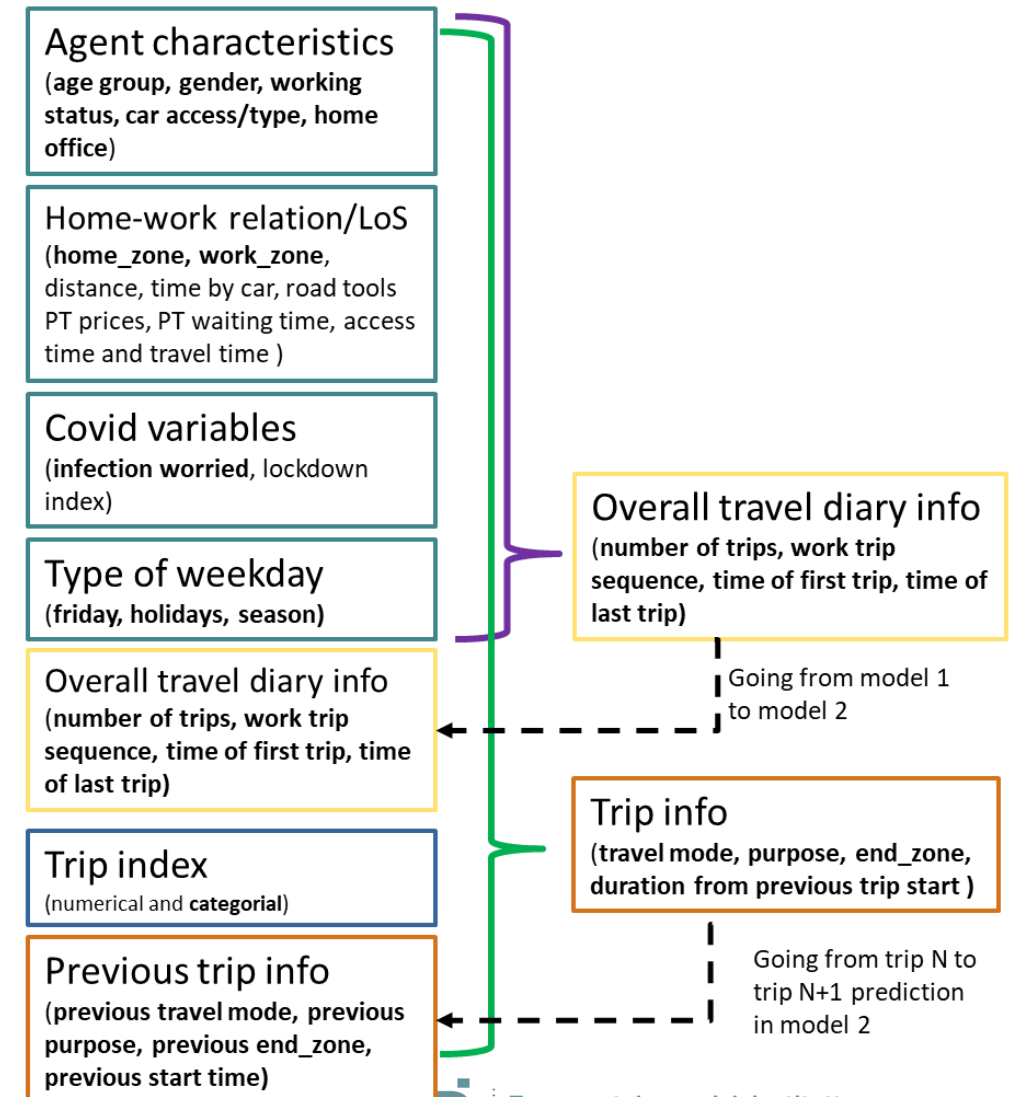 Agent characteristics
(age group, gender, working
status, car access/type, home
office)
Home-work relation/LoS
(home_zone, work_zone,
distance, time by car, road tools
PT prices, PT waiting time, access
time and travel time )
Covid variables
(infection worried, lockdown
index)
Type of weekday
(friday, holidays, season)
Overall travel diary info
(number of trips, work trip
sequence, time of first trip, time
of last trip)
Trip index
(numerical and categorial)
Previous trip info
(previous travel mode, previous
purpose, previous end_zone,
previous start time)
Overall travel diary info
(number of trips, work trip
sequence, time of first trip, time of
last trip)
Going from model 1
to model 2
Trip info
(travel mode, purpose, end_zone,
duration from previous trip start )
Going from trip N to
trip N+1 prediction
in model 2